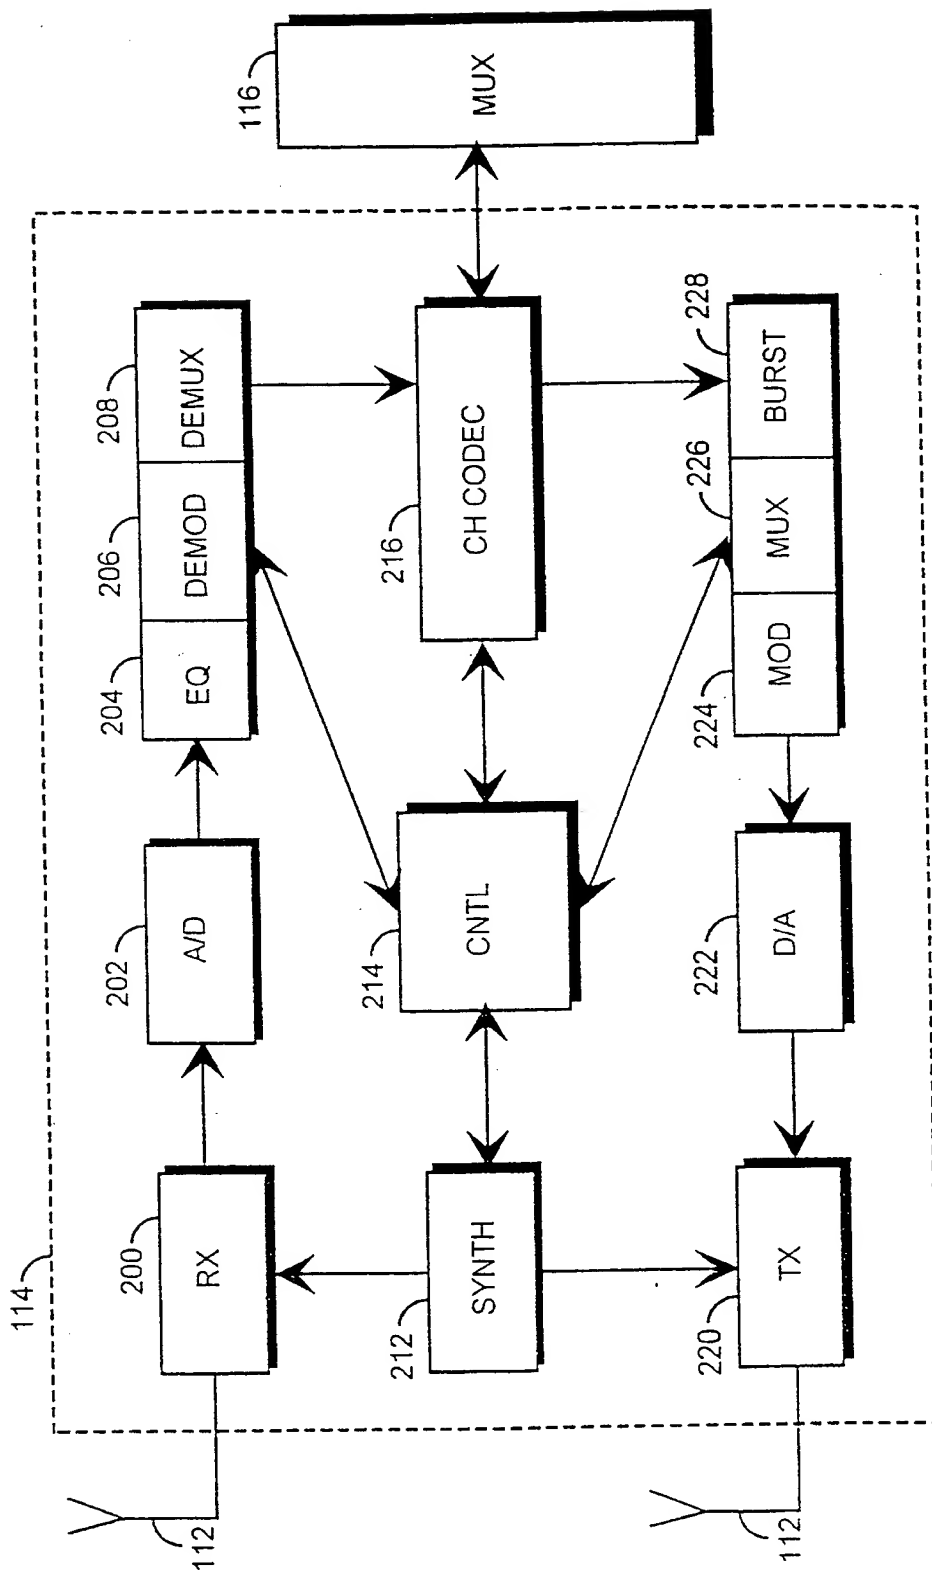 114
112
200
RX
202
A/D
204
EQ
206
DEMOD
208
DEMUX
212
SYNTH
214
CNTL
216
CH CODEC
116
MUX
112
220
TX
222
D/A
224
MOD
226
MUX
228
BURST